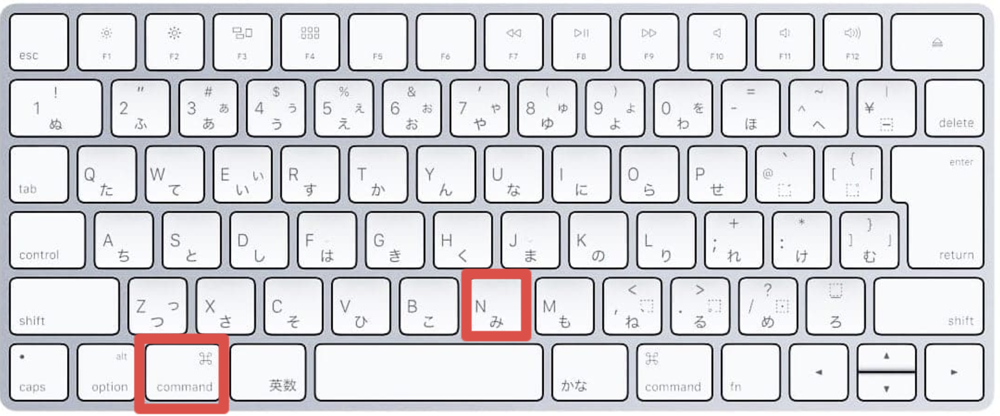 esc F1 F2 F3 F4 F5 F6 F7 F8 F9 F10 F11 F12
! " # $ % & ' ( ) = ~ |
1 2 3 あ 4 ぅ 5 ぇ 6 ぉ 7 ゃ 8 ゅ 9 ょ 0 を - ^ ¥
ぬ ふ あ う え お や ゆ よ わ ほ へ ー delete
` { enter
Q W E ぃ R T Y U I O P @ [ 「
tab た て い す か ん な に ら せ ゛ ゜
+ * }
A S D F G H J K L ; : ] 」
control ち と し は き く ま の り れ け む return
< > ? _
Z っ X C V B N M , 、 . 。 / ・
shift つ さ そ ひ こ み も ね る め ろ shift
alt ⌘ ⌘ ▲
◀ ▶
caps option command 英数 かな command fn ▼